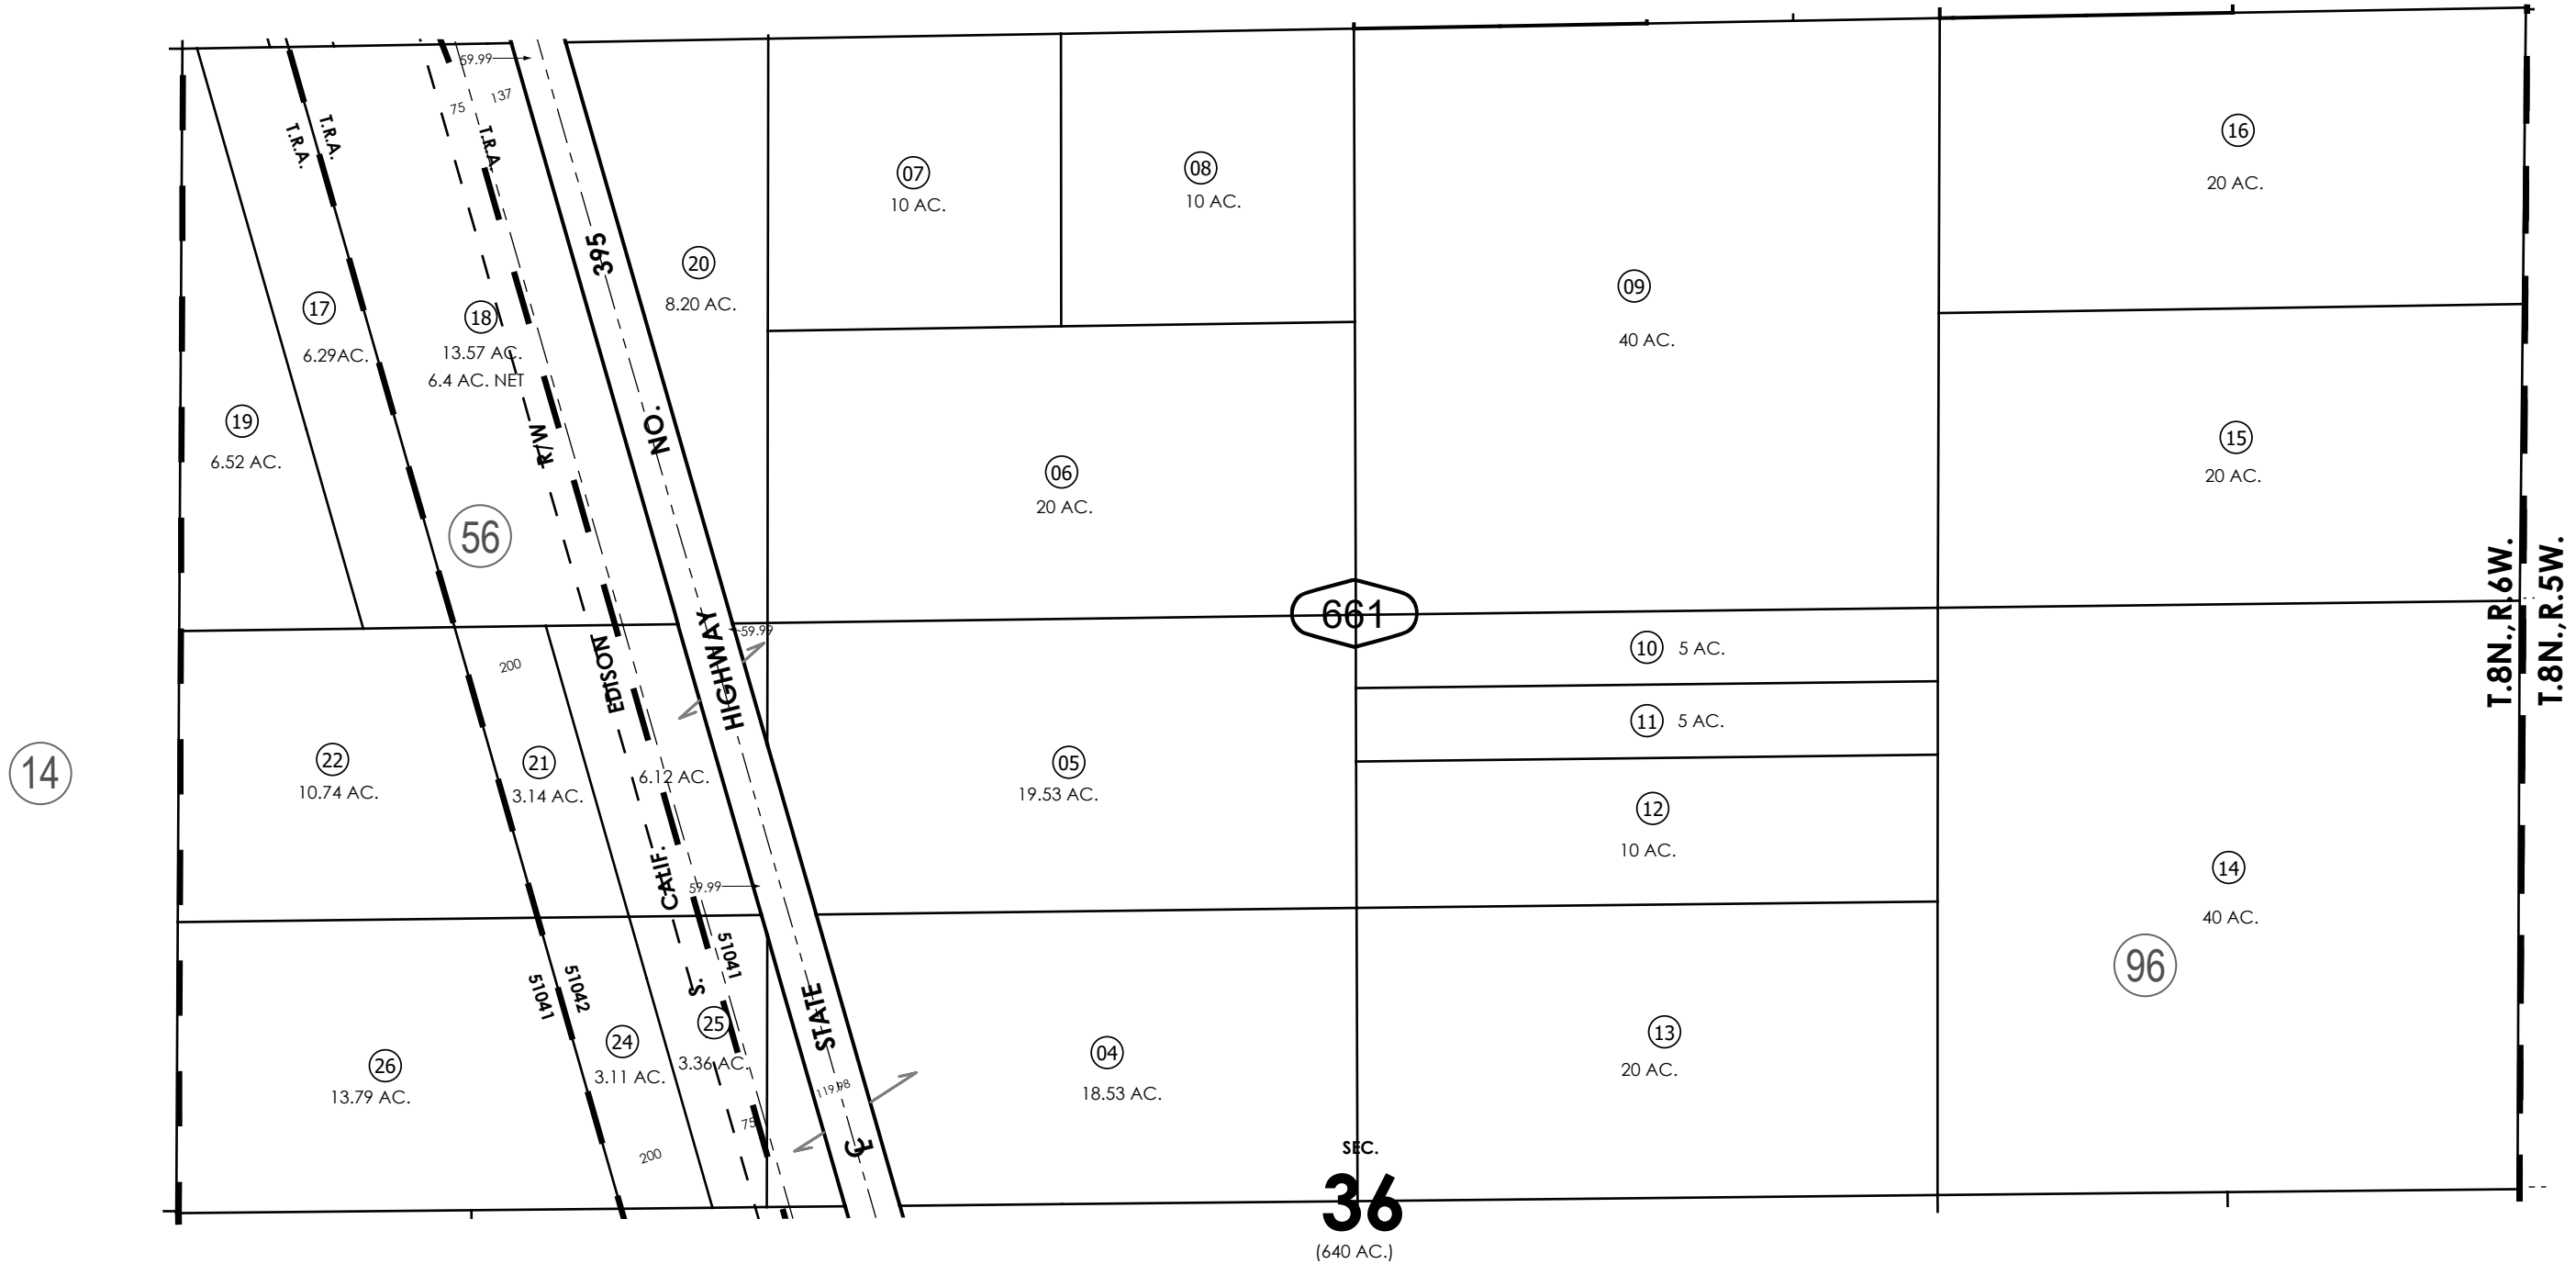 59.99
75
137
T.R.A.
T.R.A.
T.R.A.
07
10 AC.
08
10 AC.
16
20 AC.
395
20
8.20 AC.
09
40 AC.
17
6.29AC.
18
13.57 AC.
6.4 AC. NET
19
6.52 AC.
R/W
NO.
06
20 AC.
15
20 AC.
56
T.8N.,R.6W.
T.8N.,R.5W.
661
59.99
200
EDISON
HIGHWAY
10 5 AC.
11 5 AC.
14
22
10.74 AC.
21
3.14 AC.
6.12 AC.
05
19.53 AC.
12
10 AC.
14
40 AC.
CALIF.
59.99
96
51041
51042
51041
S.
STATE
25
3.36 AC.
24
3.11 AC.
26
13.79 AC.
04
18.53 AC.
13
20 AC.
119.98
75
200
℄
SEC.
36
(640 AC.)